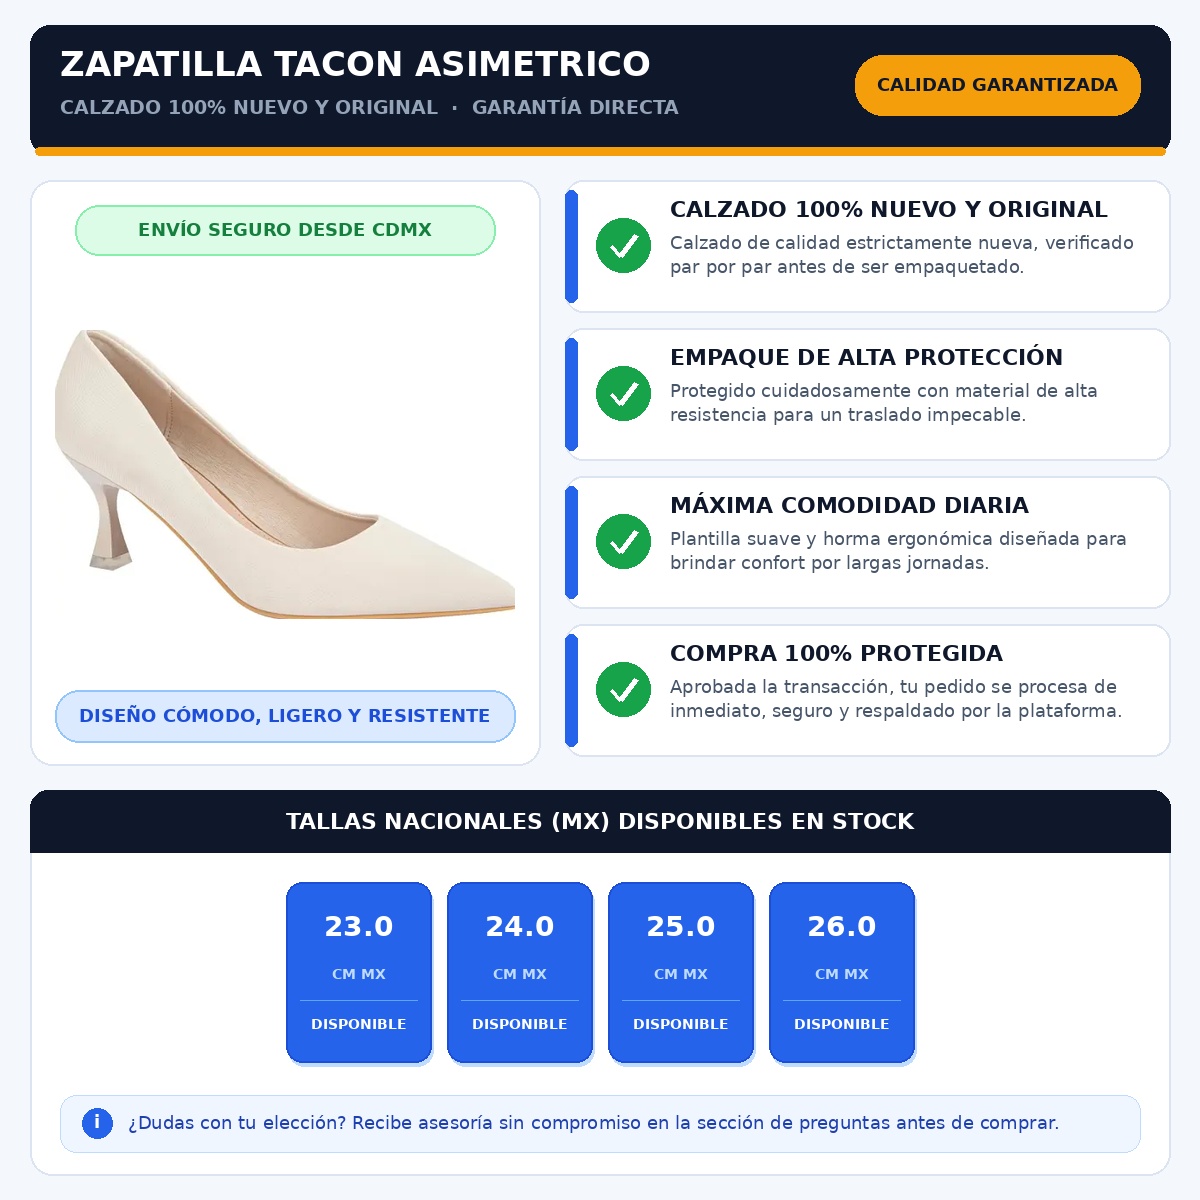 ZAPATILLA TACON ASIMETRICO
CALZADO 100% NUEVO Y ORIGINAL · GARANTÍA DIRECTA
CALIDAD GARANTIZADA
ENVÍO SEGURO DESDE CDMX
DISEÑO CÓMODO, LIGERO Y RESISTENTE
CALZADO 100% NUEVO Y ORIGINAL
Calzado de calidad estrictamente nueva, verificado
par por par antes de ser empaquetado.
EMPAQUE DE ALTA PROTECCIÓN
Protegido cuidadosamente con material de alta
resistencia para un traslado impecable.
MÁXIMA COMODIDAD DIARIA
Plantilla suave y horma ergonómica diseñada para
brindar confort por largas jornadas.
COMPRA 100% PROTEGIDA
Aprobada la transacción, tu pedido se procesa de
inmediato, seguro y respaldado por la plataforma.
TALLAS NACIONALES (MX) DISPONIBLES EN STOCK
23.0
CM MX
DISPONIBLE
24.0
CM MX
DISPONIBLE
25.0
CM MX
DISPONIBLE
26.0
CM MX
DISPONIBLE
i
¿Dudas con tu elección? Recibe asesoría sin compromiso en la sección de preguntas antes de comprar.